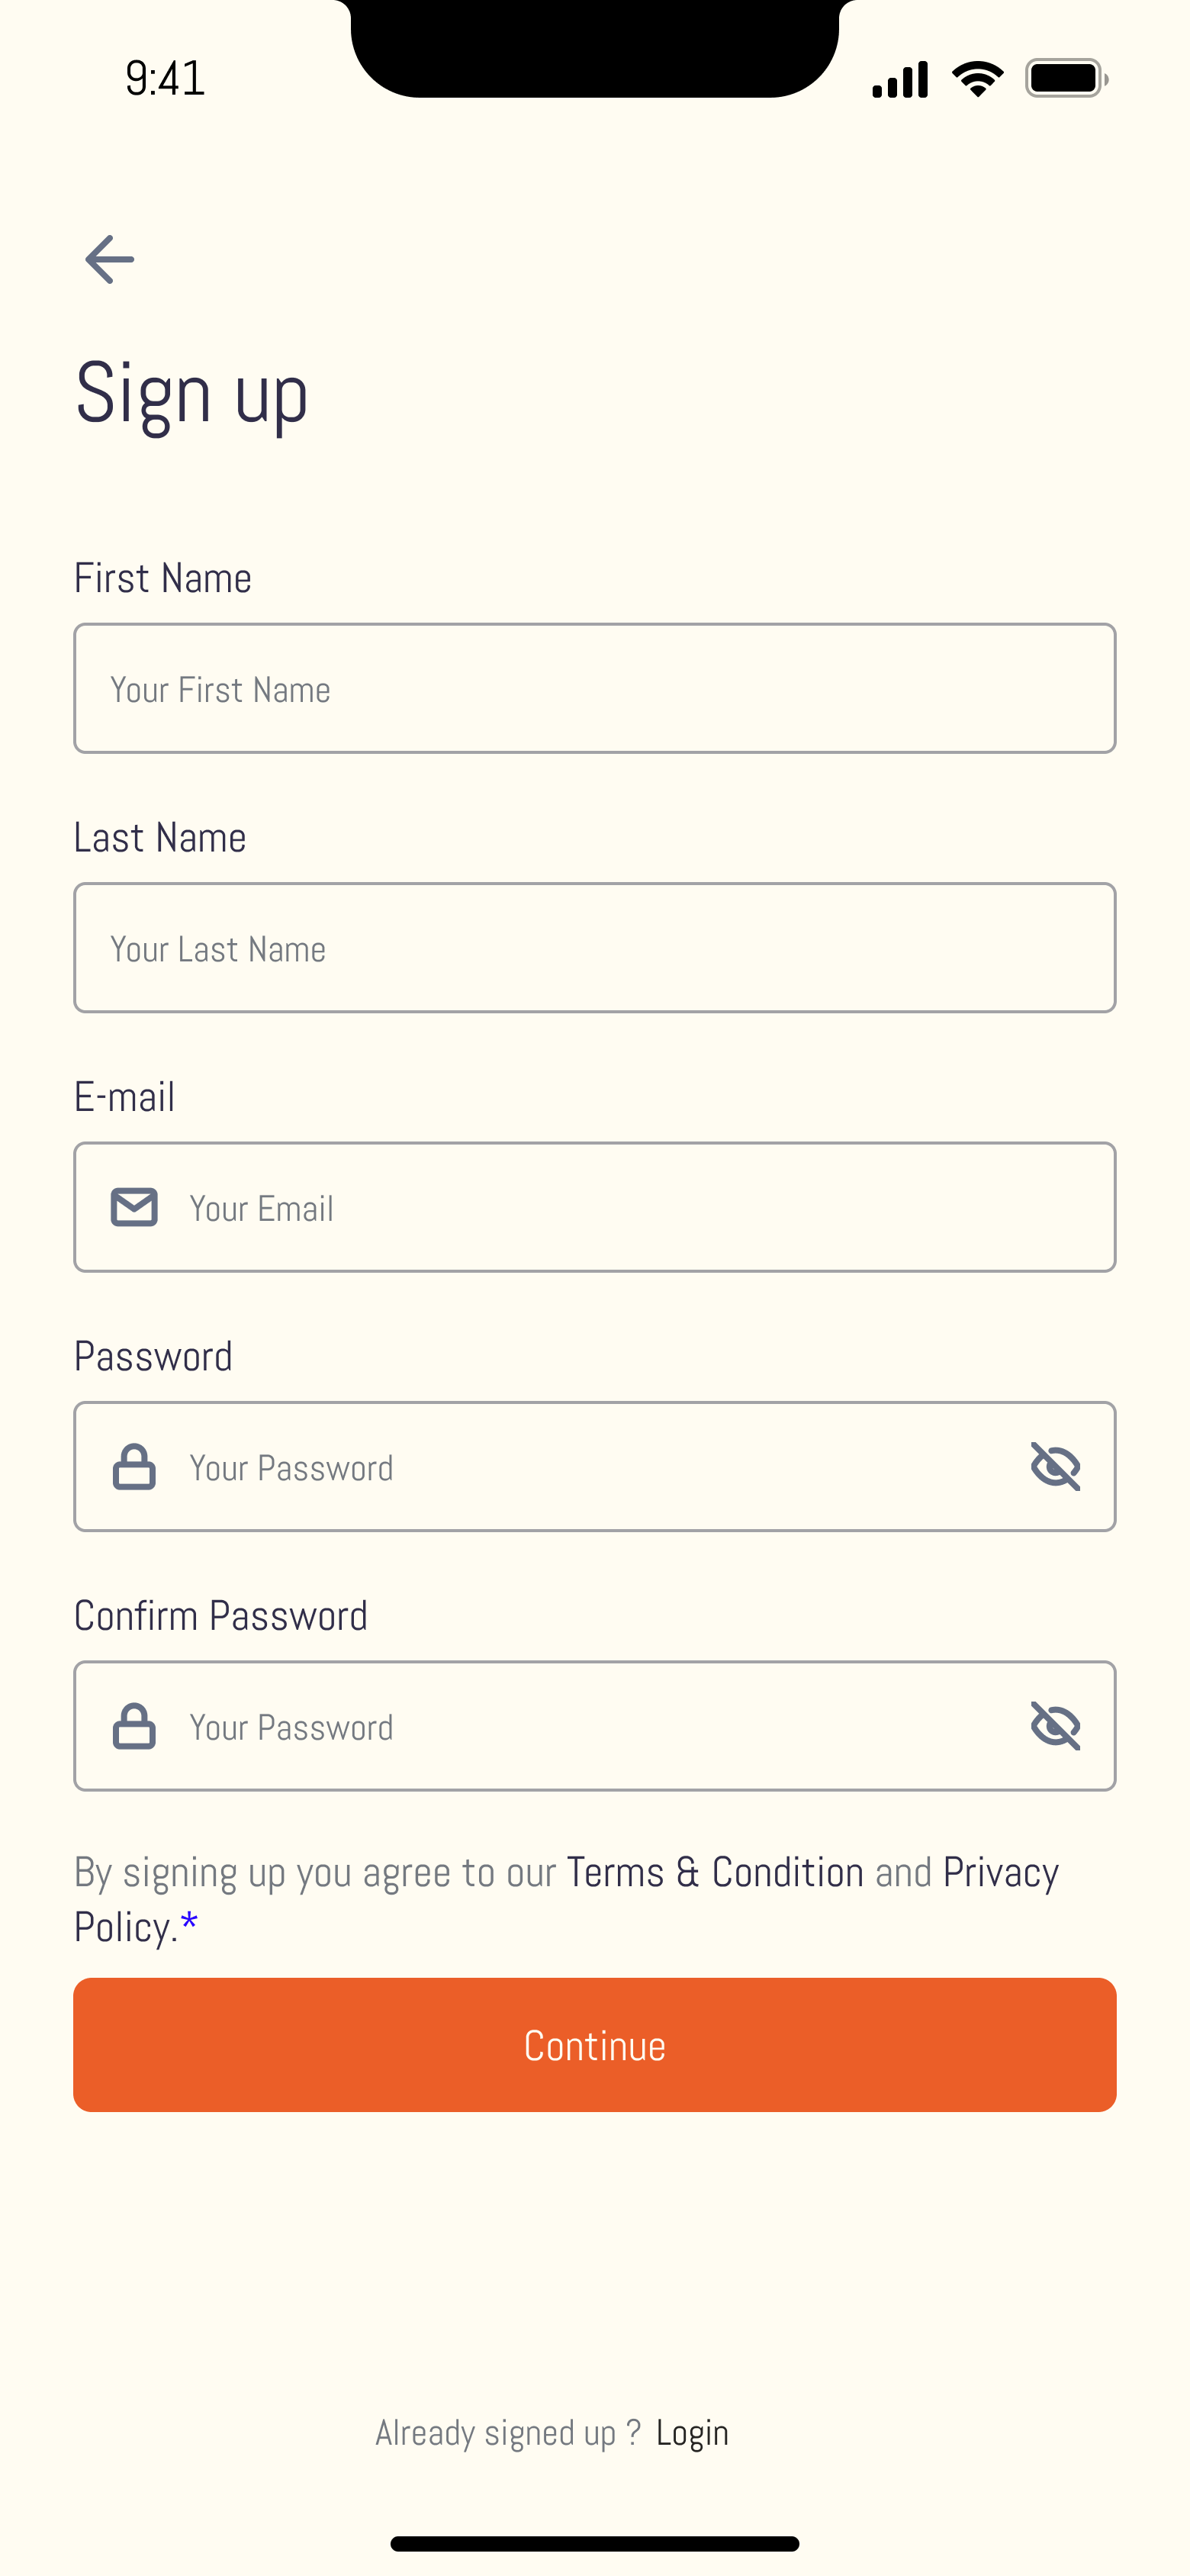 9:41
Sign up
First Name
Your First Name
Last Name
Your Last Name
E-mail
Your Email
Password
Your Password
Confirm Password
Your Password
By signing up you agree to our Terms & Condition and Privacy
Policy.*
Continue
Already signed up ? Login